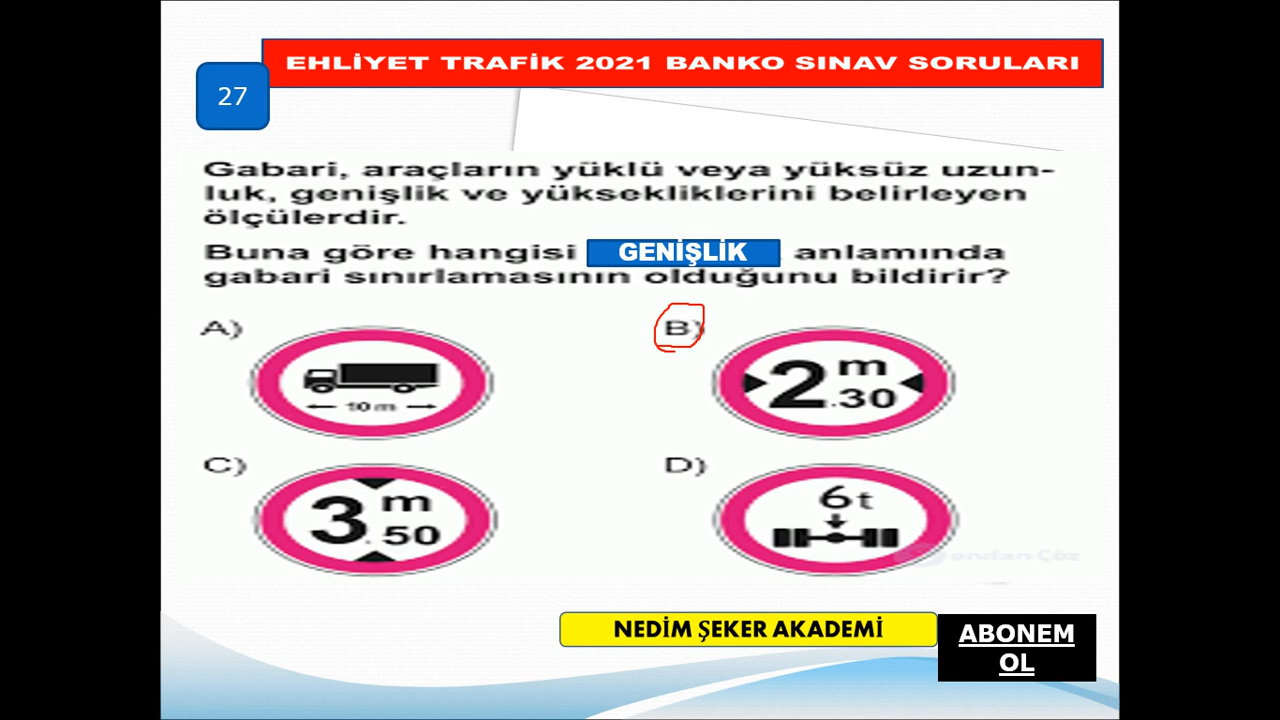 EHLİYET TRAFİK 2021 BANKO SINAV SORULARI
27
Gabari, araçların yüklü veya yüksüz uzun-
luk, genişlik ve yüksekliklerini belirleyen
ölçülerdir.
Buna göre hangisi GENİŞLİK anlamında
gabari sınırlamasının olduğunu bildirir?
A)
10 m
B)
2.30 m
C)
3.50 m
D)
6t
NEDİM ŞEKER AKADEMİ
ABONEM
OL